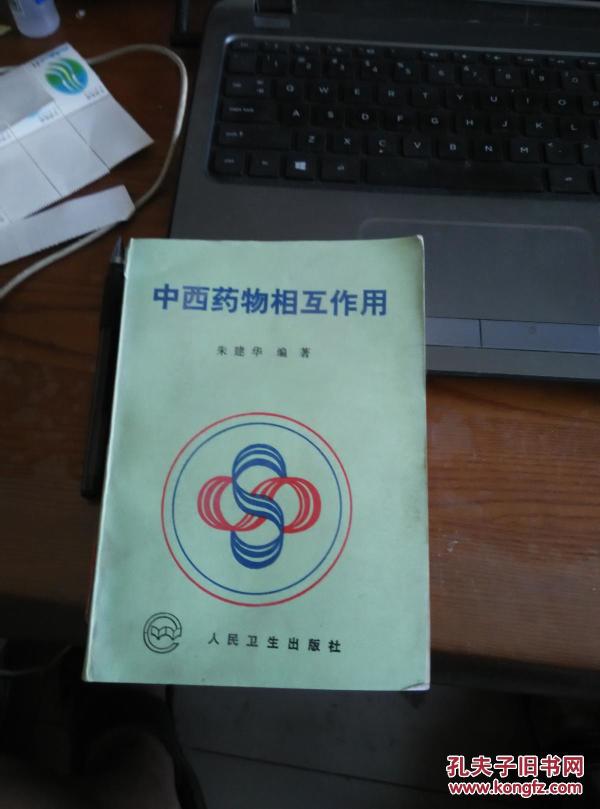 中西药物相互作用
朱建华 编著
人民卫生出版社
孔夫子旧书网
www.kongfz.com